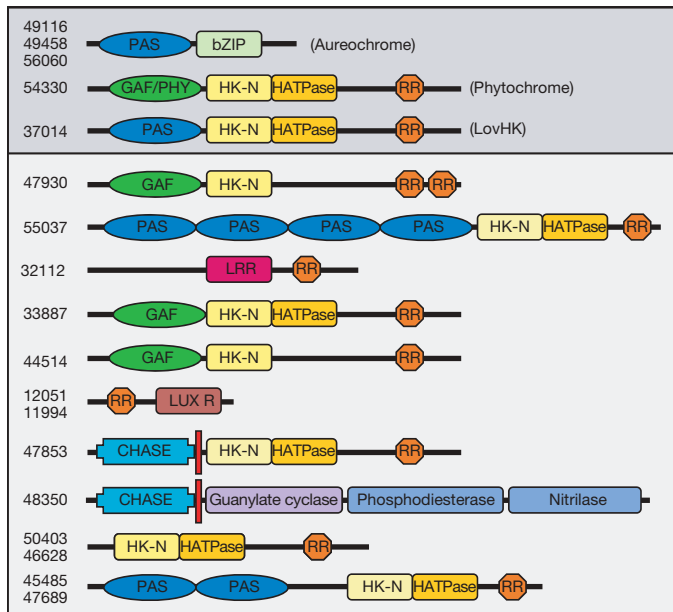 49116
49458
56060
PAS bZIP (Aureochrome)
54330 GAF/PHY HK-N HATPase RR (Phytochrome)
37014 PAS HK-N HATPase RR (LovHK)
47930 GAF HK-N RR RR
55037 PAS PAS PAS PAS HK-N HATPase RR
32112 LRR RR
33887 GAF HK-N HATPase RR
44514 GAF HK-N RR
12051
11994
RR LUX R
47853 CHASE HK-N HATPase RR
48350 CHASE Guanylate cyclase Phosphodiesterase Nitrilase
50403
46628
HK-N HATPase RR
45485
47689
PAS PAS HK-N HATPase RR